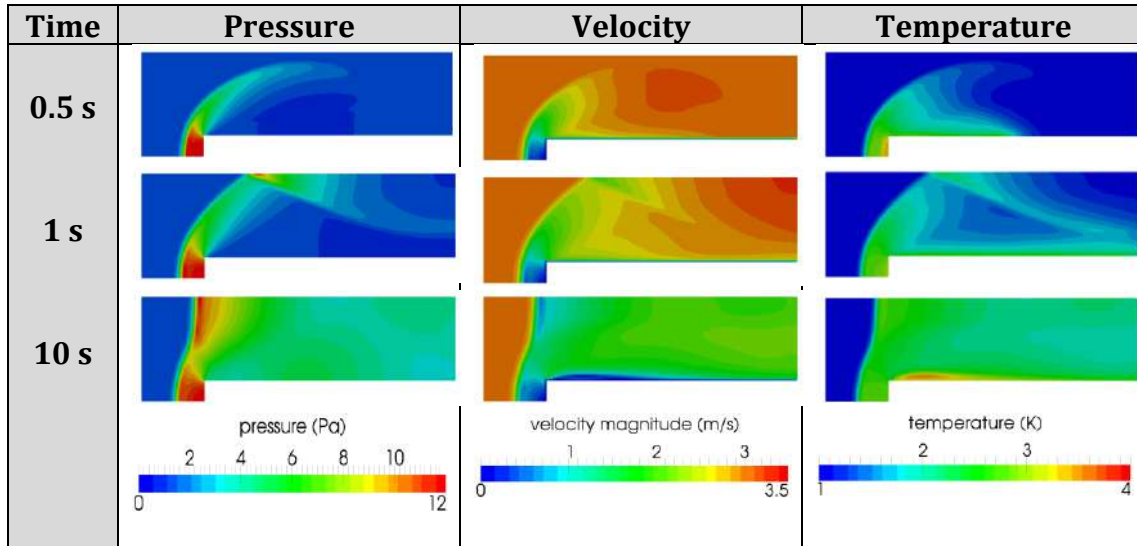 Time Pressure Velocity Temperature
0.5 s
1 s
10 s
pressure (Pa) velocity magnitude (m/s) temperature (K)
2 4 6 8 10 1 2 3 2 3
0 12 0 3.5 1 4